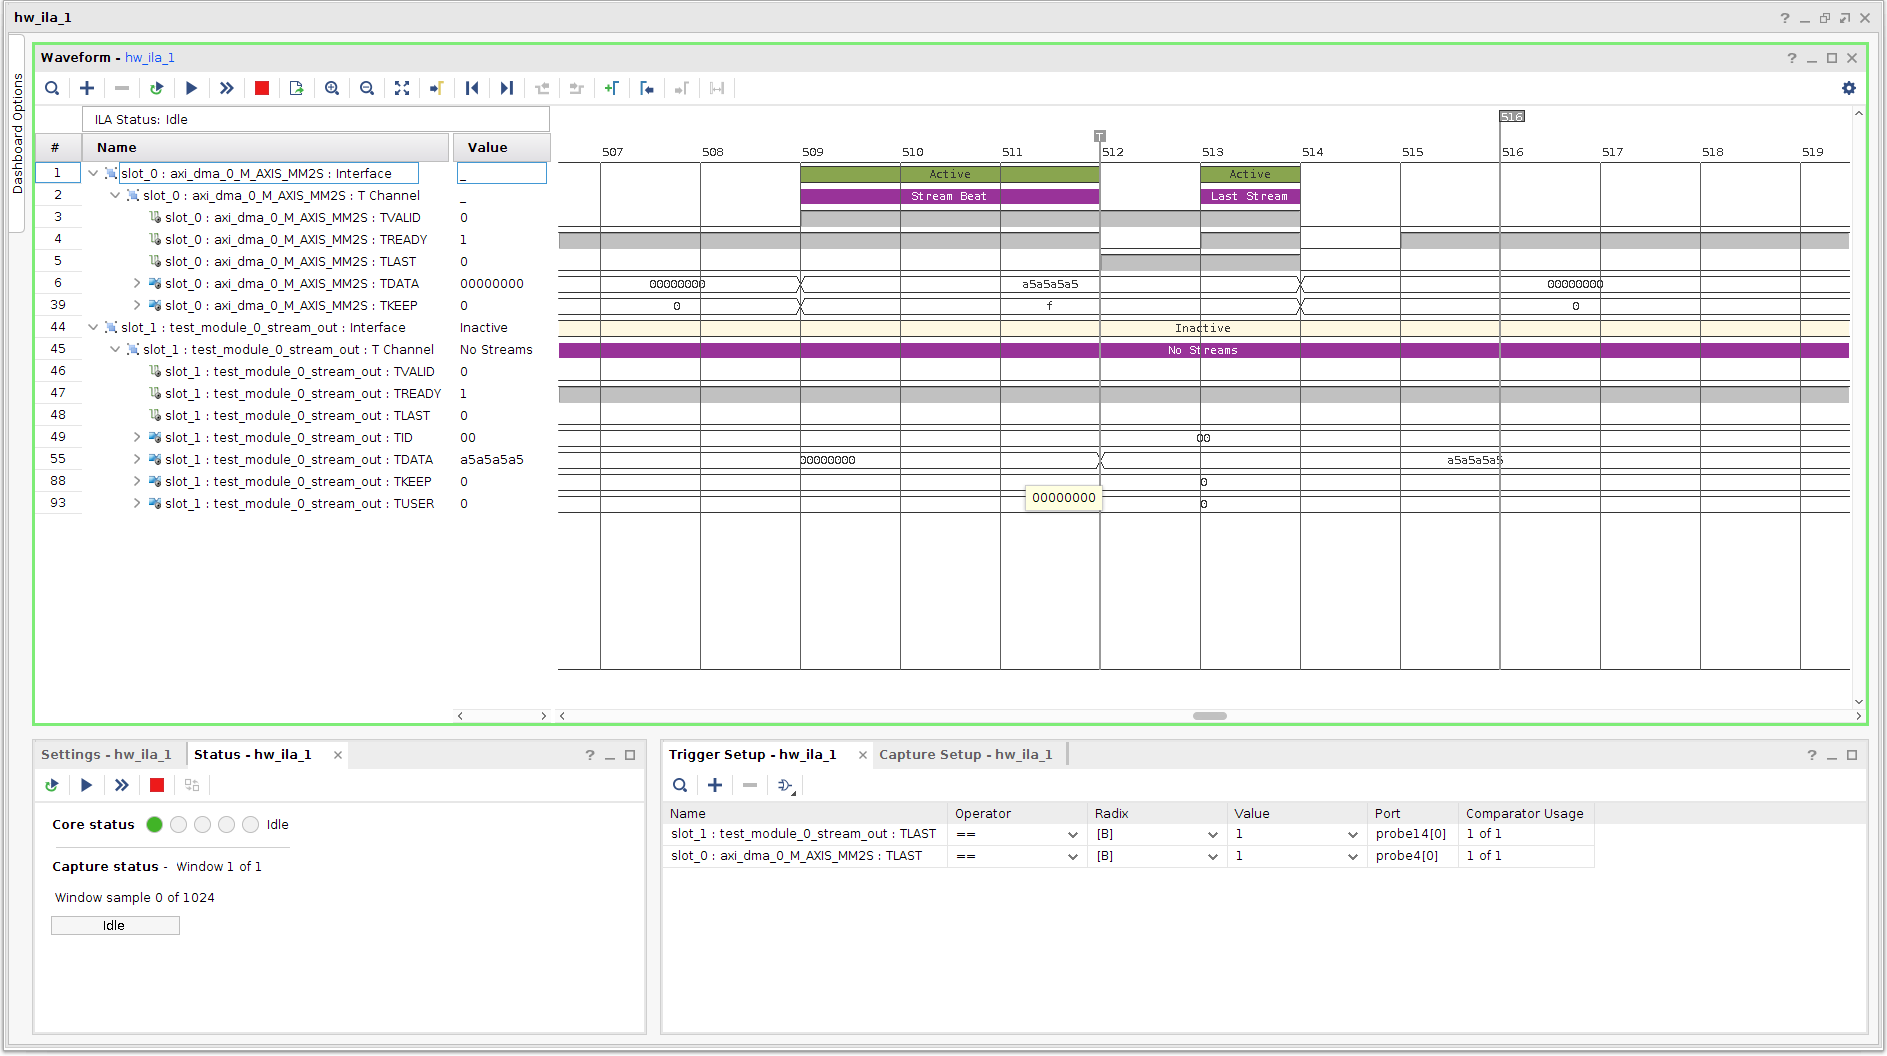 hw_ila_1
Dashboard Options
Waveform - hw_ila_1
ILA Status: Idle
# Name Value
516
T
507 508 509 510 511 512 513 514 515 516 517 518 519
1 slot_0 : axi_dma_0_M_AXIS_MM2S : Interface _ Active Active
2 slot_0 : axi_dma_0_M_AXIS_MM2S : T Channel _ Stream Beat Last Stream
3 slot_0 : axi_dma_0_M_AXIS_MM2S : TVALID 0
4 slot_0 : axi_dma_0_M_AXIS_MM2S : TREADY 1
5 slot_0 : axi_dma_0_M_AXIS_MM2S : TLAST 0
6 slot_0 : axi_dma_0_M_AXIS_MM2S : TDATA 00000000 00000000 a5a5a5a5 00000000
39 slot_0 : axi_dma_0_M_AXIS_MM2S : TKEEP 0 0 f 0
44 slot_1 : test_module_0_stream_out : Interface Inactive Inactive
45 slot_1 : test_module_0_stream_out : T Channel No Streams No Streams
46 slot_1 : test_module_0_stream_out : TVALID 0
47 slot_1 : test_module_0_stream_out : TREADY 1
48 slot_1 : test_module_0_stream_out : TLAST 0
49 slot_1 : test_module_0_stream_out : TID 00 00
55 slot_1 : test_module_0_stream_out : TDATA a5a5a5a5 00000000 a5a5a5a5
88 slot_1 : test_module_0_stream_out : TKEEP 0 0
93 slot_1 : test_module_0_stream_out : TUSER 0 0
00000000
Settings - hw_ila_1 Status - hw_ila_1
Core status Idle
Capture status - Window 1 of 1
Window sample 0 of 1024
Idle
Trigger Setup - hw_ila_1 Capture Setup - hw_ila_1
Name Operator Radix Value Port Comparator Usage
slot_1 : test_module_0_stream_out : TLAST == [B] 1 probe14[0] 1 of 1
slot_0 : axi_dma_0_M_AXIS_MM2S : TLAST == [B] 1 probe4[0] 1 of 1